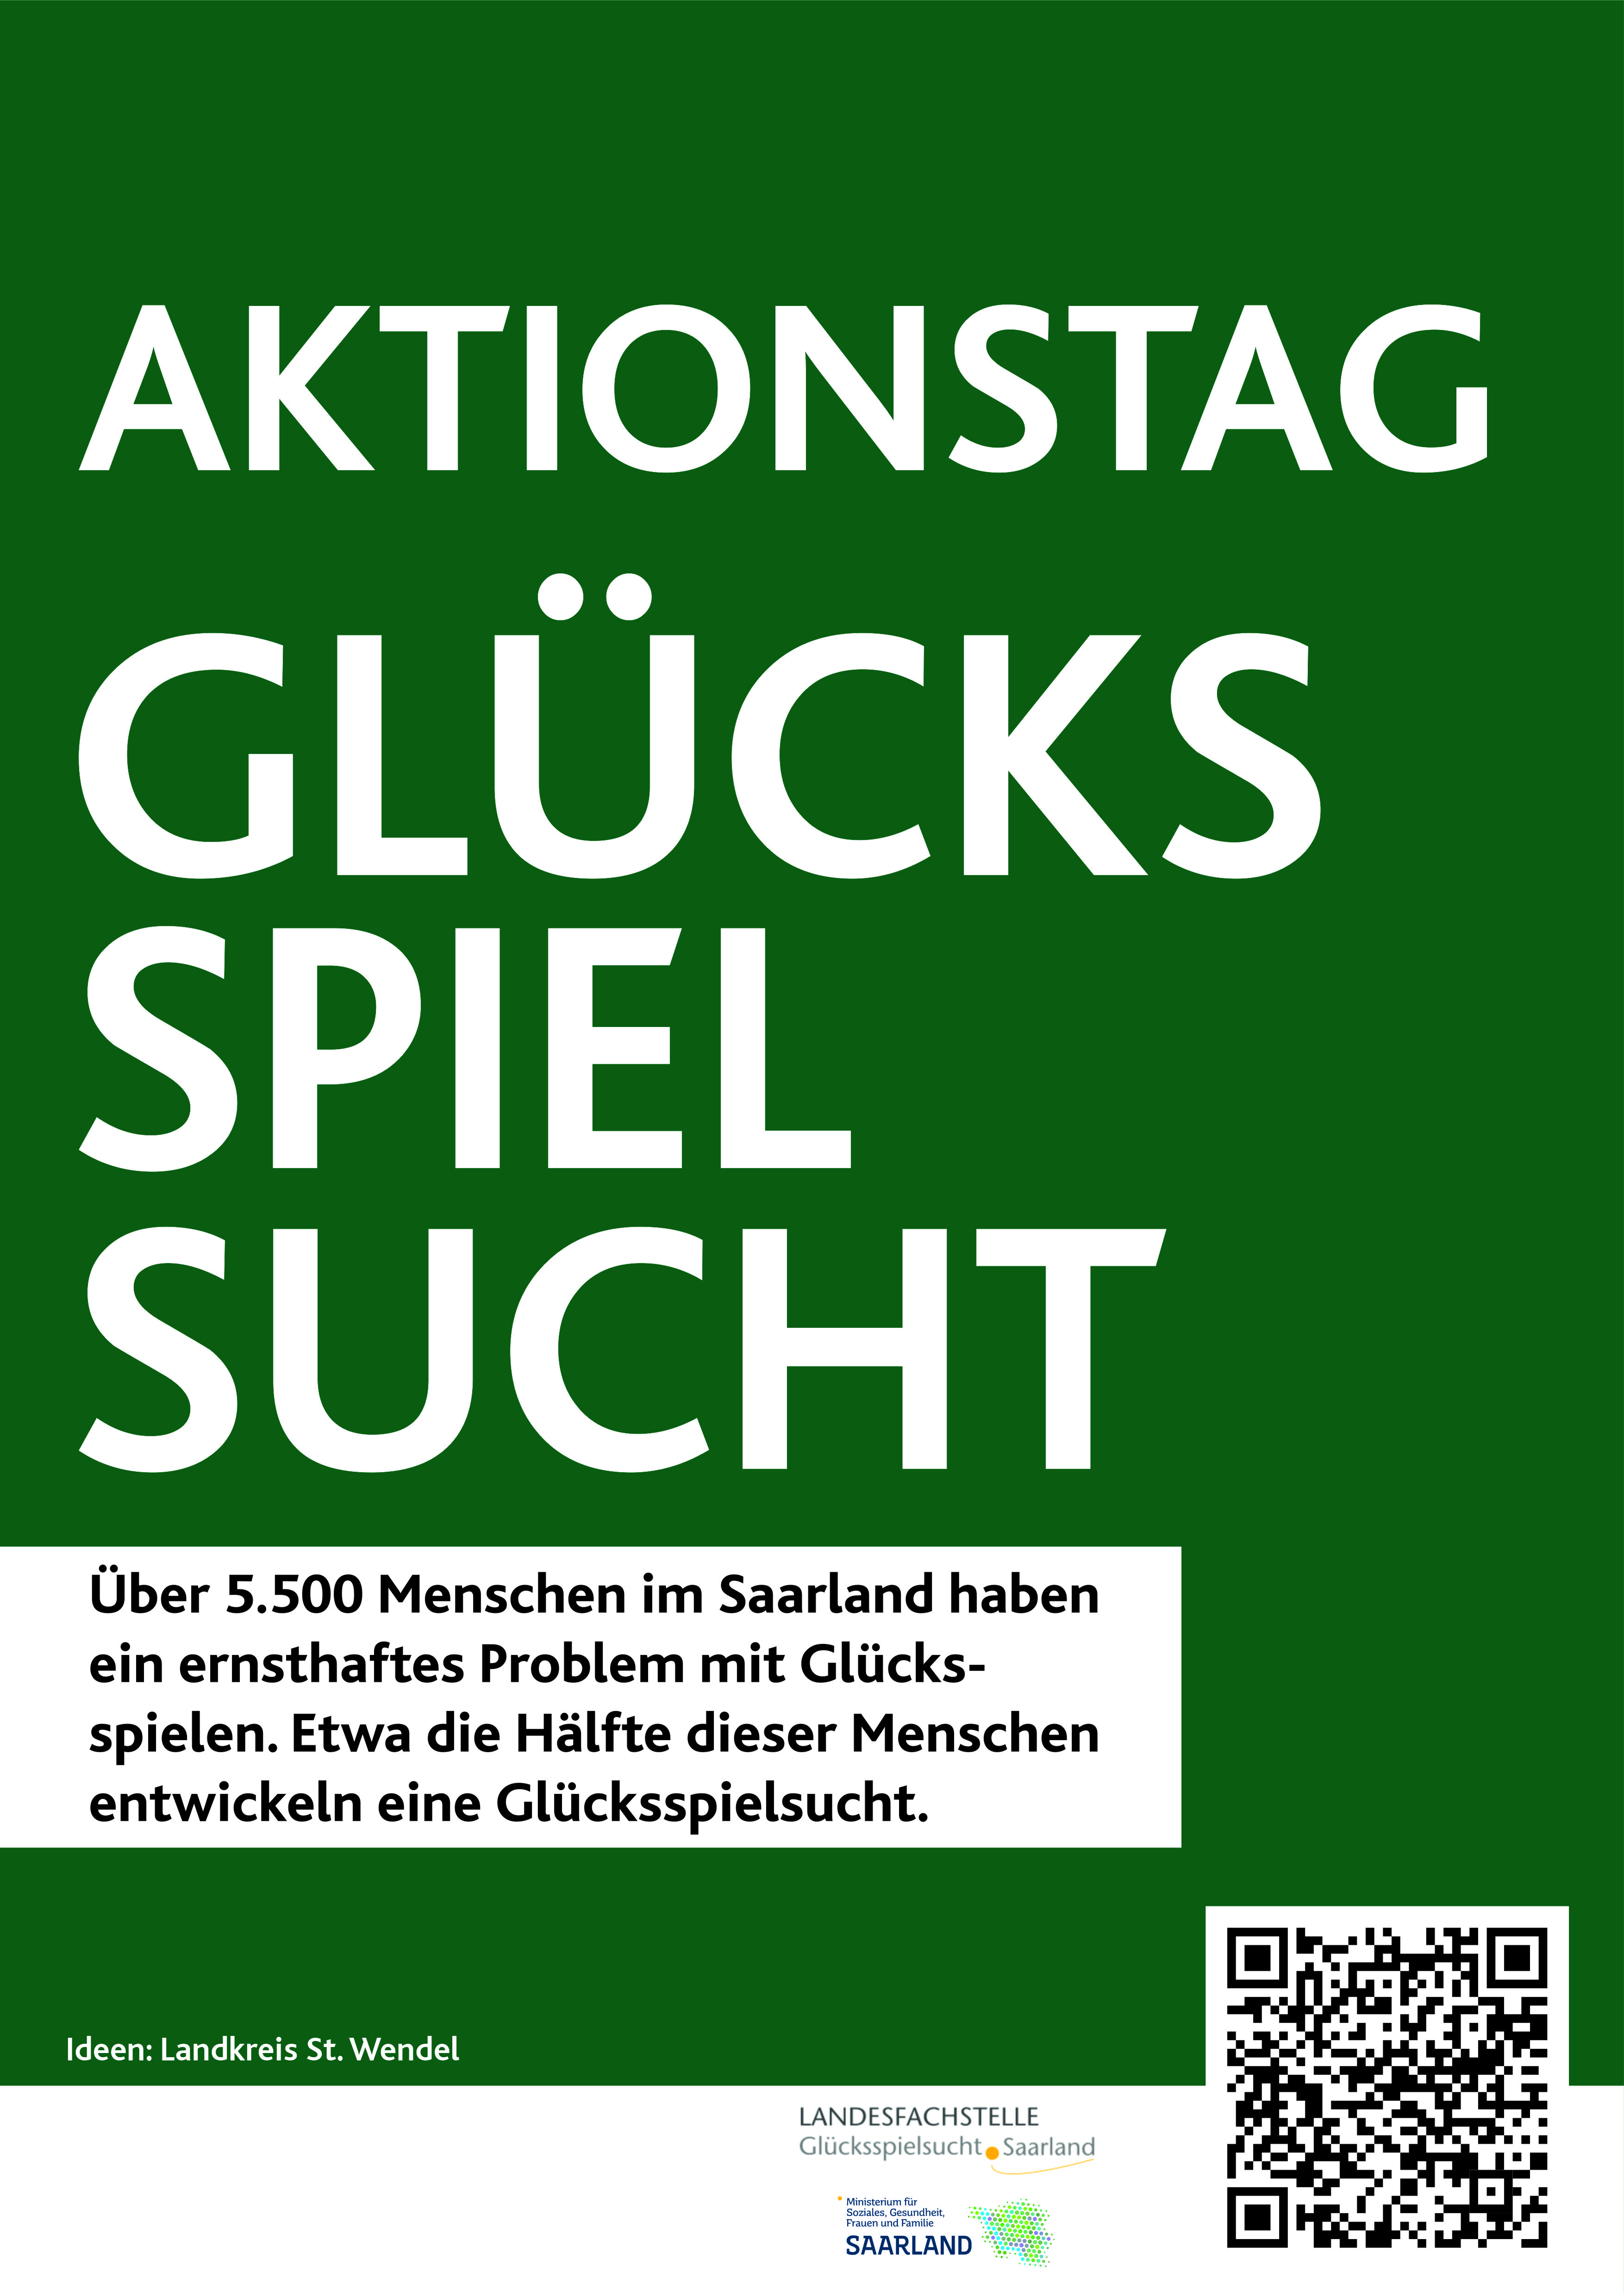 AKTIONSTAG
GLÜCKS
SPIEL
SUCHT
Über 5.500 Menschen im Saarland haben
ein ernsthaftes Problem mit Glücks-
spielen. Etwa die Hälfte dieser Menschen
entwickeln eine Glücksspielsucht.
Ideen: Landkreis St. Wendel
LANDESFACHSTELLE
Glücksspielsucht Saarland
Ministerium für
Soziales, Gesundheit,
Frauen und Familie
SAARLAND